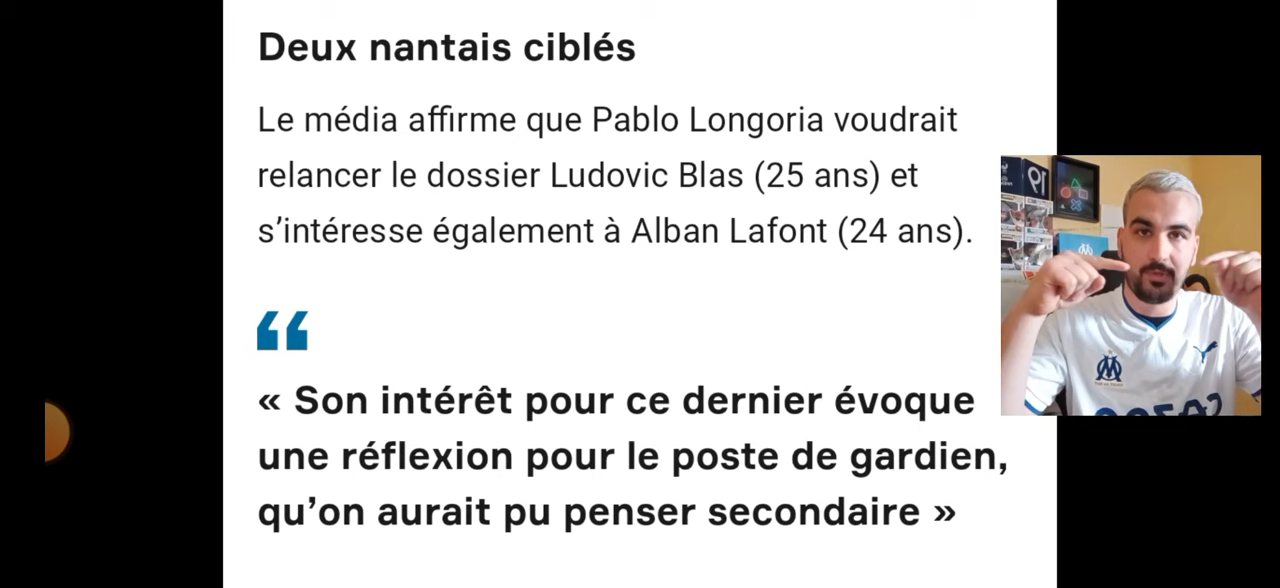 Deux nantais ciblés
Le média affirme que Pablo Longoria voudrait
relancer le dossier Ludovic Blas (25 ans) et
s’intéresse également à Alban Lafont (24 ans).
“
« Son intérêt pour ce dernier évoque
une réflexion pour le poste de gardien,
qu’on aurait pu penser secondaire »